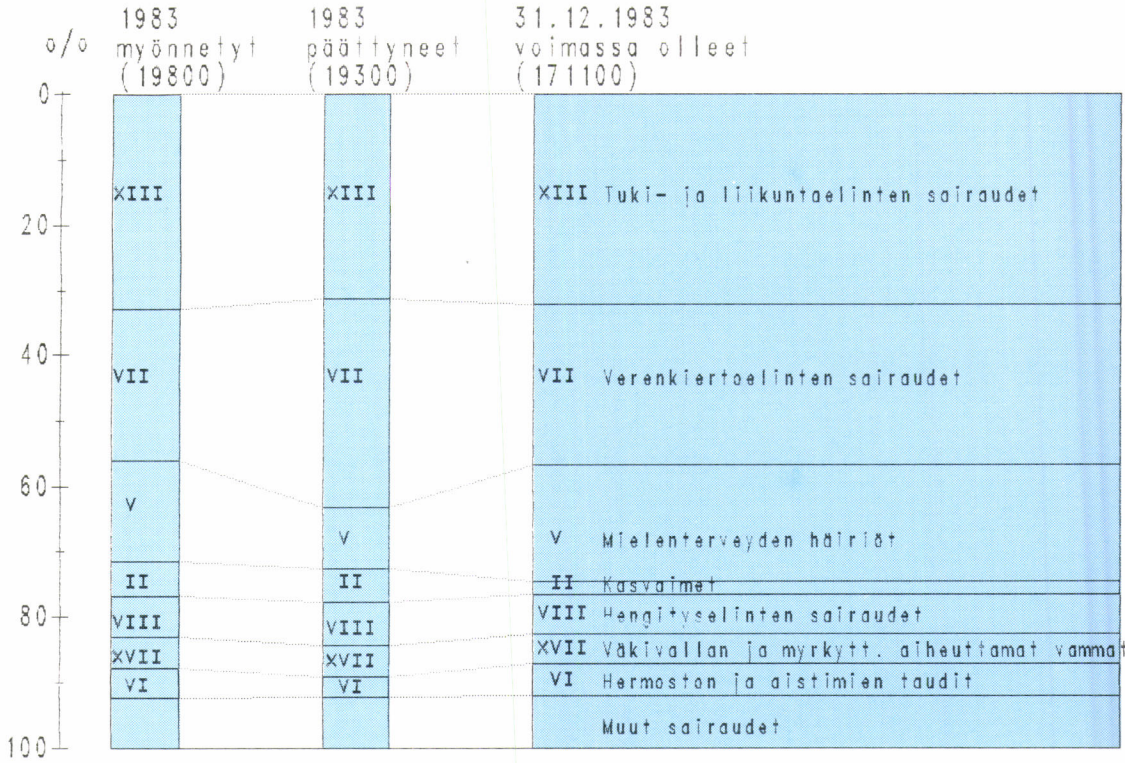 1983 1983 31.12.1983
o/o myönnetyt päättyneet voimassa olleet
(19800) (19300) (171100)
0
XIII XIII XIII Tuki- ja liikuntaelinten sairaudet
20
40
VII VII VII Verenkiertoelinten sairaudet
60
V
V V Mielenterveyden häiriöt
II II II Kasvaimet
80
VIII VIII VIII Hengityselinten sairaudet
XVII XVII XVII Väkivallan ja myrkytt. aiheuttamat vammat
VI VI VI Hermoston ja aistimien taudit
Muut sairaudet
100